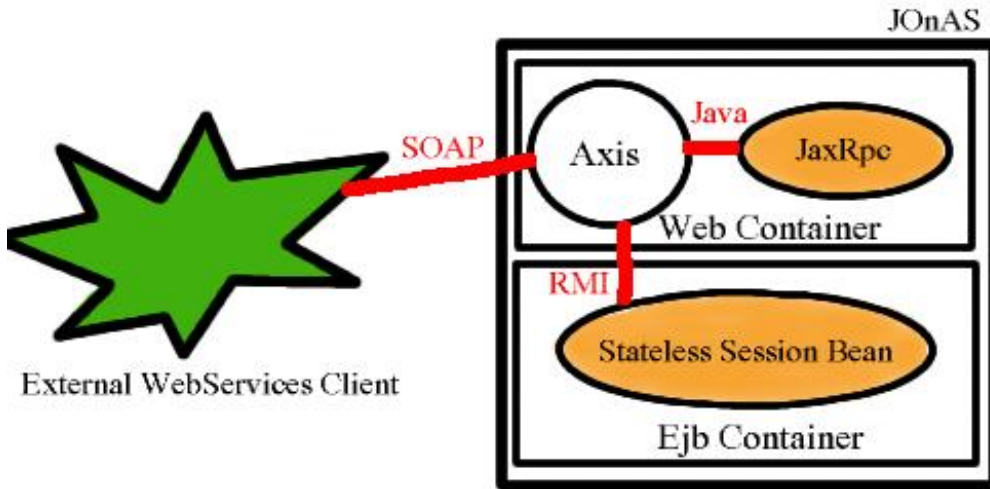 JOnAS
SOAP
Java
Axis
JaxRpc
Web Container
RMI
Stateless Session Bean
External WebServices Client
Ejb Container